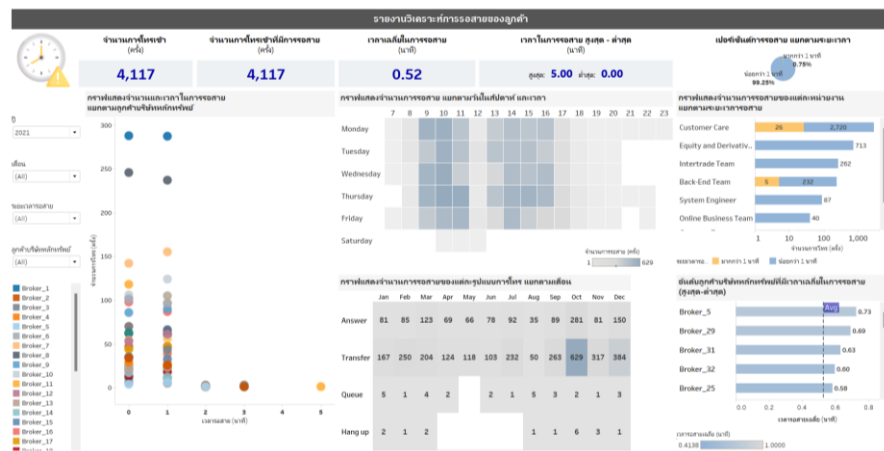 รายงานวิเคราะห์การรอสายของลูกค้า
จำนวนการโทรเข้า
(ครั้ง)
4,117
จำนวนการโทรเข้าที่มีการรอสาย
(ครั้ง)
4,117
เวลาเฉลี่ยในการรอสาย
(นาที)
0.52
เวลาในการรอสาย สูงสุด - ต่ำสุด
(นาที)
สูงสุด: 5.00 ต่ำสุด: 0.00
เปอร์เซ็นต์การรอสาย แยกตามระยะเวลา
มากกว่า 1 นาที
0.75%
น้อยกว่า 1 นาที
99.25%
ปี
2021
เดือน
(All)
ระยะเวลารอสาย
(All)
ลูกค้าบริษัทหลักทรัพย์
(All)
Broker_1
Broker_2
Broker_3
Broker_4
Broker_5
Broker_6
Broker_7
Broker_8
Broker_9
Broker_10
Broker_11
Broker_12
Broker_13
Broker_14
Broker_15
Broker_16
Broker_17
กราฟแสดงจำนวนและเวลาในการรอสาย
แยกตามลูกค้าบริษัทหลักทรัพย์
จำนวนการโทร (ครั้ง)
300
250
200
150
100
50
0
0 1 2 3 4 5
เวลารอสาย (นาที)
กราฟแสดงจำนวนการรอสาย แยกตามวันในสัปดาห์ และเวลา
7 8 9 10 11 12 13 14 15 16 17 18 19 20 21 22 23
Monday
Tuesday
Wednesday
Thursday
Friday
Saturday
จำนวนการรอสาย (ครั้ง)
1 629
กราฟแสดงจำนวนการรอสายของแต่ละรูปแบบการโทร แยกตามเดือน
Jan Feb Mar Apr May Jun Jul Aug Sep Oct Nov Dec
Answer 81 85 123 69 66 78 92 35 89 281 81 150
Transfer 167 250 204 124 118 103 232 50 263 629 317 384
Queue 5 1 4 2 2 1 5 3 2 1 3
Hang up 2 1 2 1 1 6 3 1
กราฟแสดงจำนวนการรอสายของแต่ละหน่วยงาน
แยกตามระยะเวลาการรอสาย
Customer Care 26 2,720
Equity and Derivativ.. 713
Intertrade Team 262
Back-End Team 5 232
System Engineer 87
Online Business Team 40
1 10 100 1,000
จำนวนการโทร (ครั้ง)
มากกว่า 1 นาที น้อยกว่า 1 นาที
อันดับลูกค้าบริษัทหลักทรัพย์ที่มีเวลาเฉลี่ยในการรอสาย
(สูงสุด-ต่ำสุด)
Avg
Broker_5 0.73
Broker_29 0.69
Broker_31 0.63
Broker_32 0.60
Broker_25 0.58
0.0 0.2 0.4 0.6 0.8
เวลารอสายเฉลี่ย (นาที)
เวลารอสายเฉลี่ย (นาที)
0.4138 1.0000